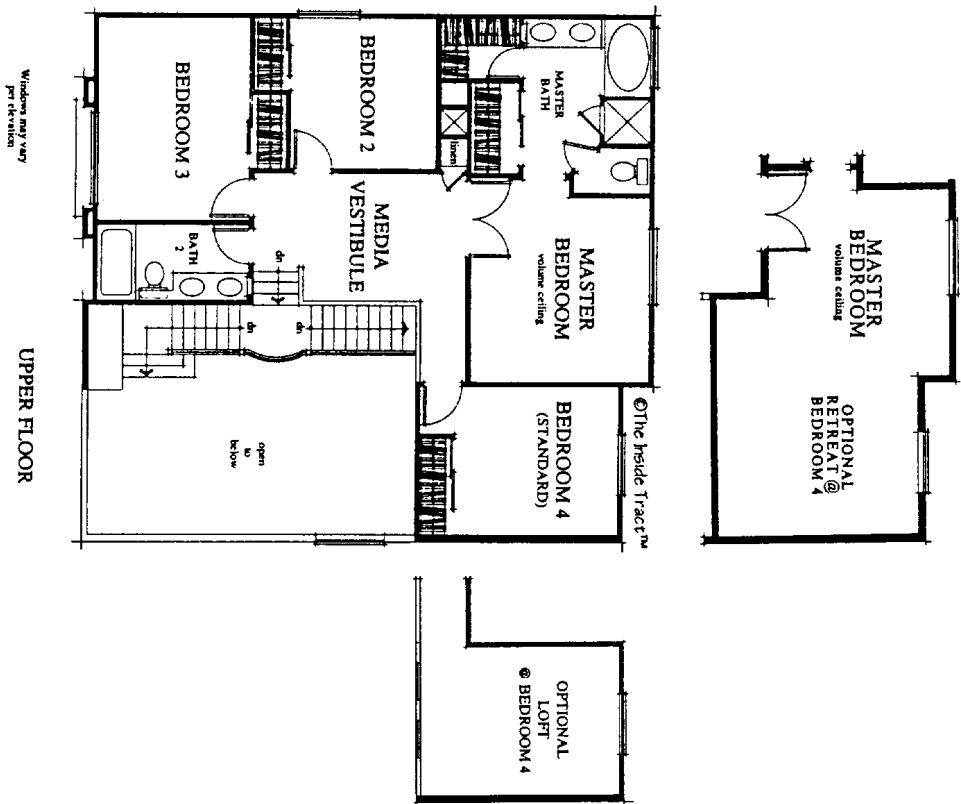 MASTER
BATH
BEDROOM 2
BEDROOM 3
linen
MEDIA
VESTIBULE
BATH
2
MASTER
BEDROOM
volume ceiling
dn
dn
dn
BEDROOM 4
(STANDARD)
open
to
below
©The Inside Tract™
Windows may vary
per elevation
UPPER FLOOR
MASTER
BEDROOM
volume ceiling
OPTIONAL
RETREAT @
BEDROOM 4
OPTIONAL
LOFT
@ BEDROOM 4